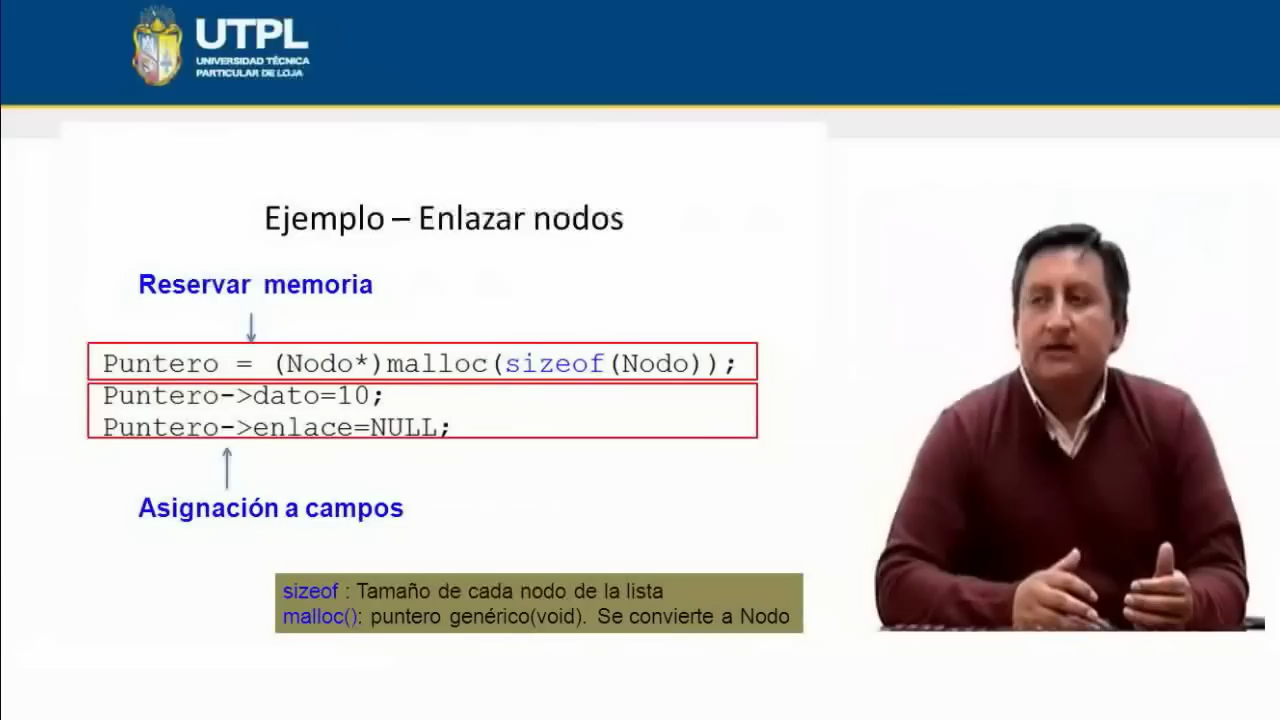 UTPL
UNIVERSIDAD TÉCNICA
PARTICULAR DE LOJA
Ejemplo – Enlazar nodos
Reservar memoria
Puntero = (Nodo*)malloc(sizeof(Nodo));
Puntero->dato=10;
Puntero->enlace=NULL;
Asignación a campos
sizeof : Tamaño de cada nodo de la lista
malloc(): puntero genérico(void). Se convierte a Nodo